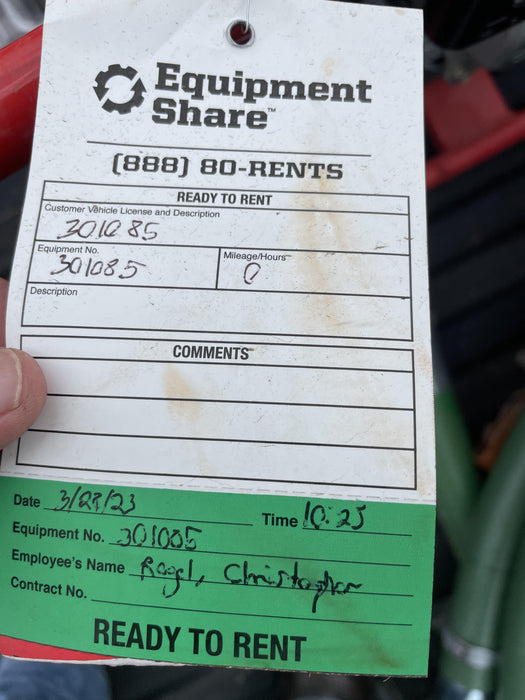 Equipment
Share™
(888) 80-RENTS
READY TO RENT
Customer Vehicle License and Description
301085
Equipment No. Mileage/Hours
301085 0
Description
COMMENTS
Date 3/29/23 Time 10:25
Equipment No. 301085
Employee's Name Christopher
Contract No.
READY TO RENT